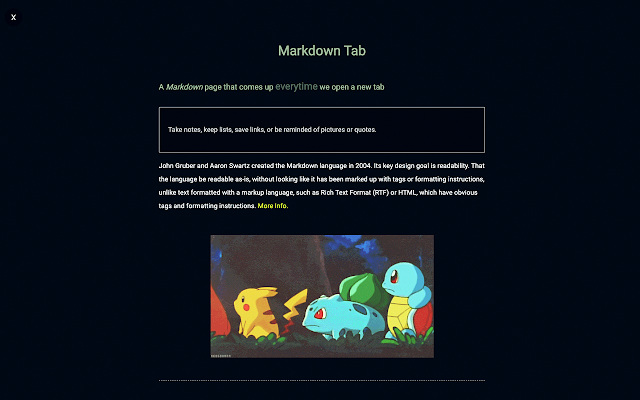 x
Markdown Tab
A Markdown page that comes up everytime we open a new tab
Take notes, keep lists, save links, or be reminded of pictures or quotes.
John Gruber and Aaron Swartz created the Markdown language in 2004. Its key design goal is readability. That
the language be readable as-is, without looking like it has been marked up with tags or formatting instructions,
unlike text formatted with a markup language, such as Rich Text Format (RTF) or HTML, which have obvious
tags and formatting instructions. More info.